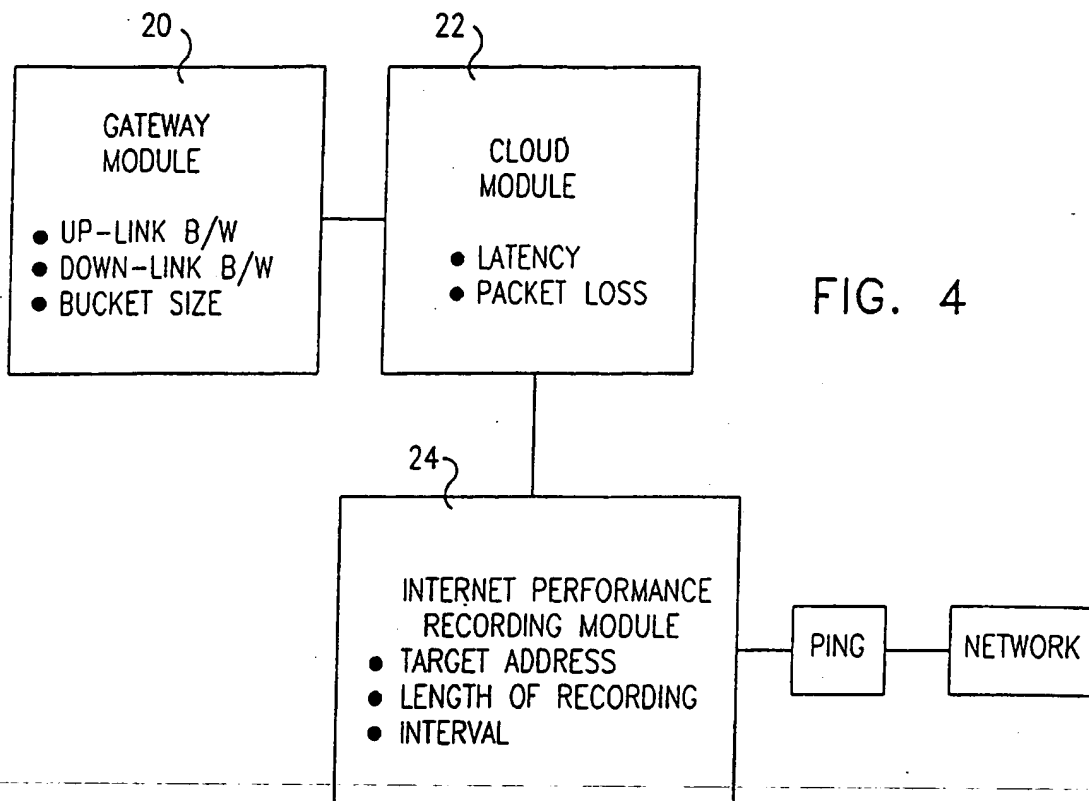 20
GATEWAY
MODULE
● UP-LINK B/W
● DOWN-LINK B/W
● BUCKET SIZE
22
CLOUD
MODULE
● LATENCY
● PACKET LOSS
FIG. 4
24
INTERNET PERFORMANCE
RECORDING MODULE
● TARGET ADDRESS
● LENGTH OF RECORDING
● INTERVAL
PING
NETWORK